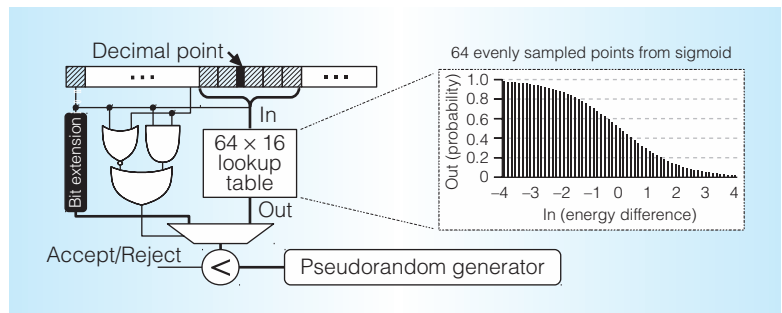 Decimal point
64 evenly sampled points from sigmoid
Bit extension
In
64 × 16
lookup
table
Out
Accept/Reject
<
Pseudorandom generator
Out (probability)
1.0
0.8
0.6
0.4
0.2
0
−4 −3 −2 −1 0 1 2 3 4
In (energy difference)